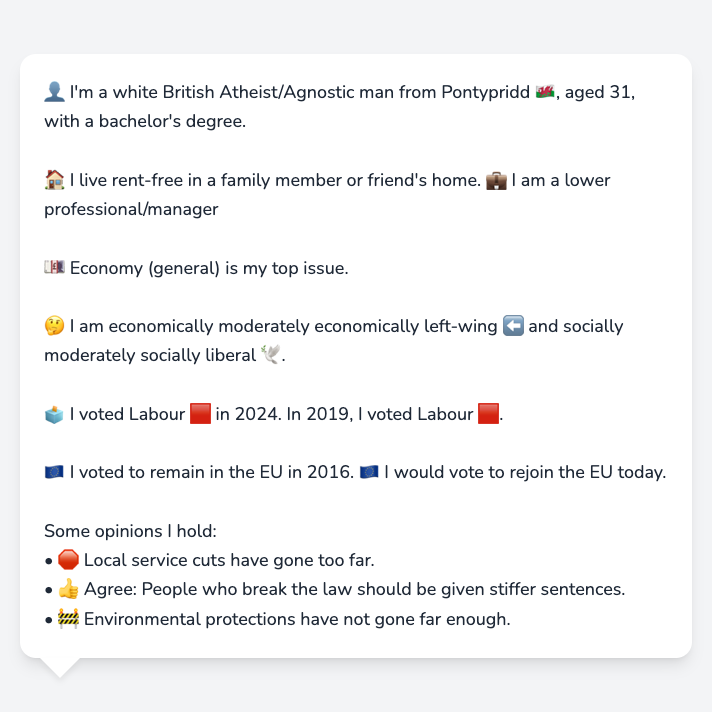 👤 I'm a white British Atheist/Agnostic man from Pontypridd 🏴󠁧󠁢󠁷󠁬󠁳󠁿, aged 31,
with a bachelor's degree.
🏠 I live rent-free in a family member or friend's home. 💼 I am a lower
professional/manager
💷 Economy (general) is my top issue.
🤔 I am economically moderately economically left-wing ⬅️ and socially
moderately socially liberal 🕊️.
🗳️ I voted Labour 🟥 in 2024. In 2019, I voted Labour 🟥.
🇪🇺 I voted to remain in the EU in 2016. 🇪🇺 I would vote to rejoin the EU today.
Some opinions I hold:
• 🛑 Local service cuts have gone too far.
• 👍 Agree: People who break the law should be given stiffer sentences.
• 🚧 Environmental protections have not gone far enough.